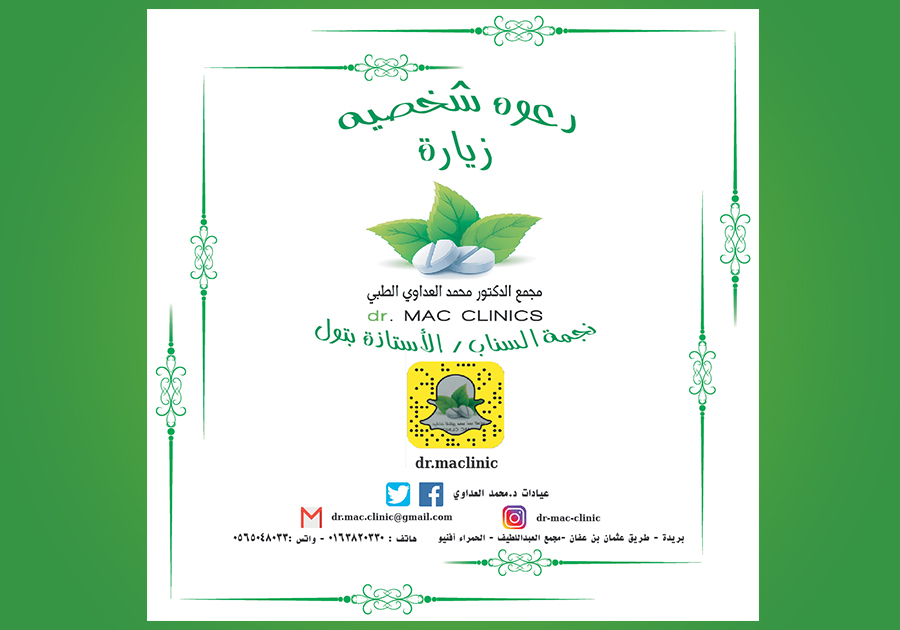 دعوه شخصيه
زيارة
مجمع الدكتور محمد العداوي الطبي
dr. MAC CLINICS
نجمة السناب / الأستاذة بتول
dr.maclinic
عيادات د.محمد العداوي
dr.mac.clinic@gmail.com
dr-mac-clinic
بريدة - طريق عثمان بن عفان -مجمع العبداللطيف - الحمراء أفنيو
هاتف : ٠١٦٣٨٢٠٣٣٠ - واتس :٠٥٦٥٠٤٨٠٣٣